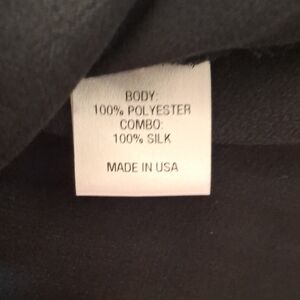 BODY:
100% POLYESTER
COMBO:
100% SILK
MADE IN USA